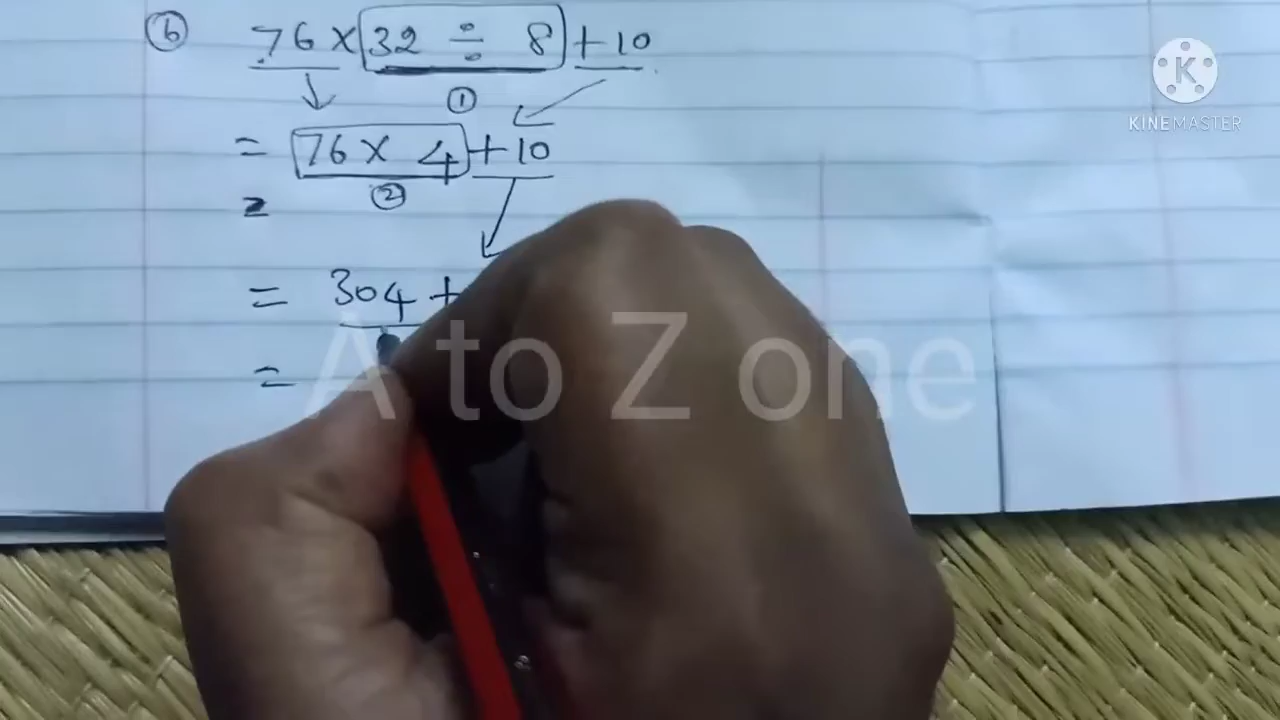 ⑥ 76 × 32 ÷ 8 + 10
①
= 76 × 4 + 10
②
=
= 304 +
=
K
KINEMASTER
A to Z one